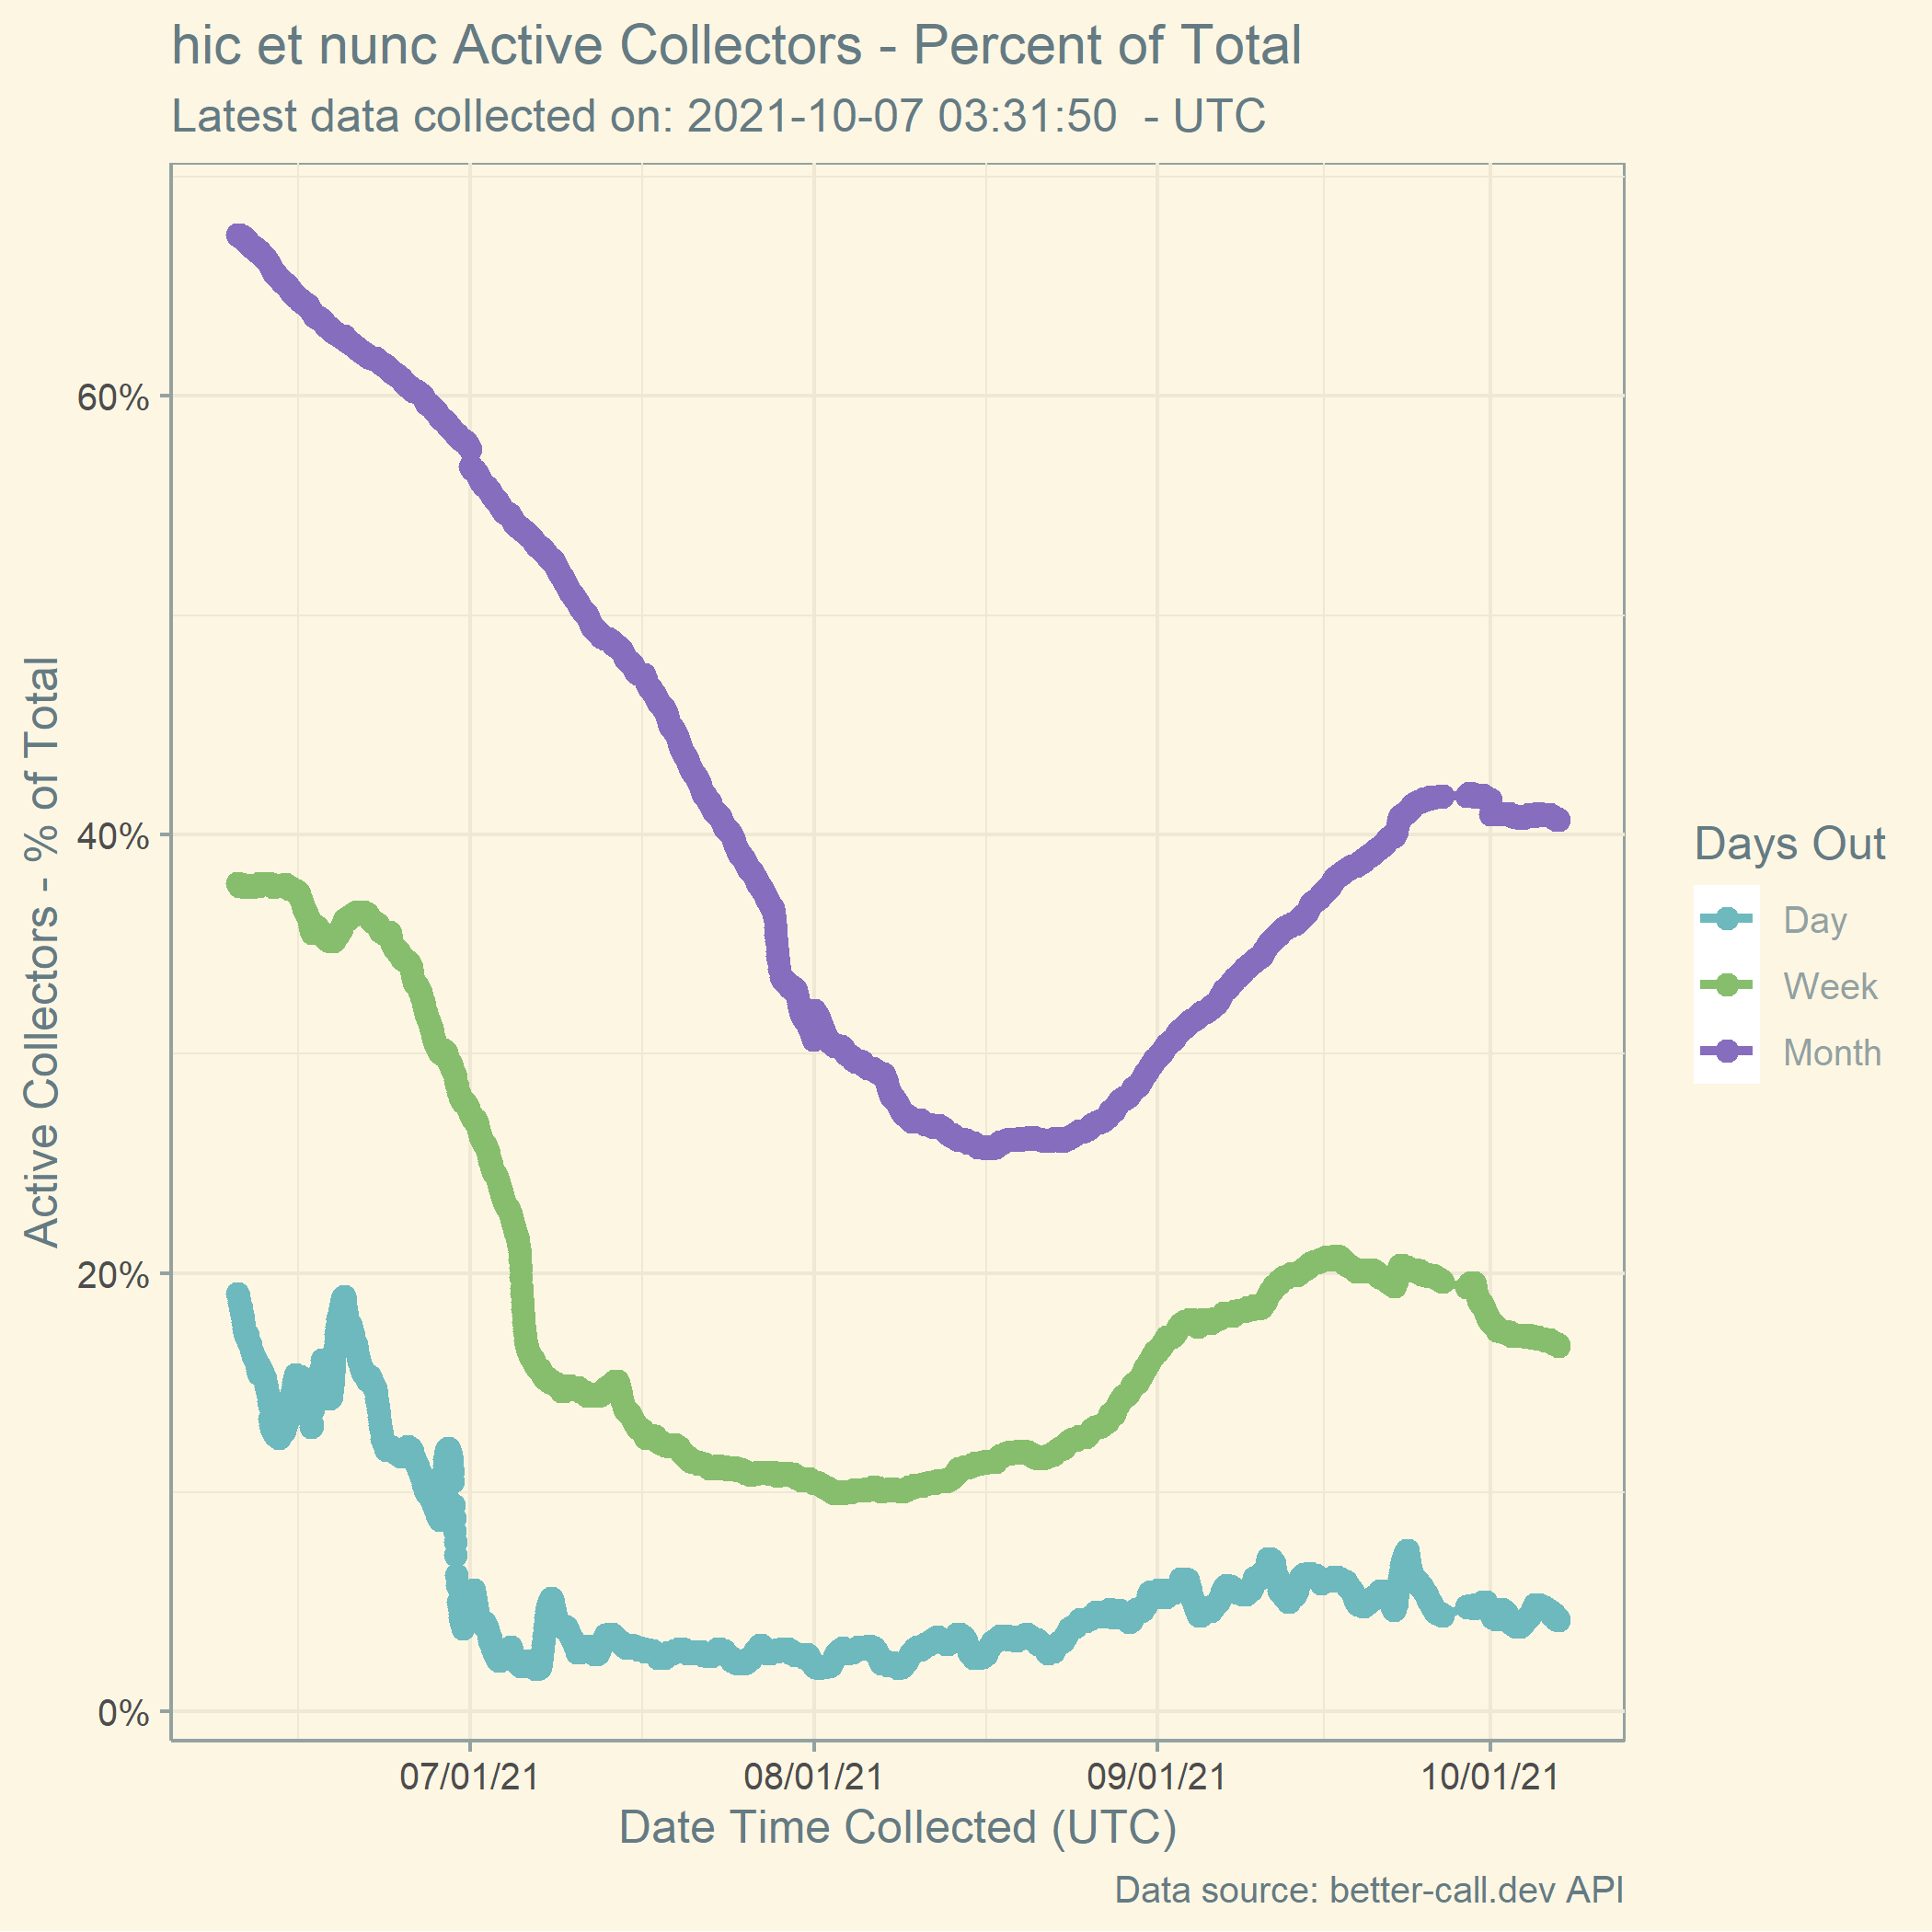 hic et nunc Active Collectors - Percent of Total
Latest data collected on: 2021-10-07 03:31:50  - UTC
Active Collectors - % of Total
60%
40%
20%
0%
07/01/21
08/01/21
09/01/21
10/01/21
Date Time Collected (UTC)
Days Out
Day
Week
Month
Data source: better-call.dev API